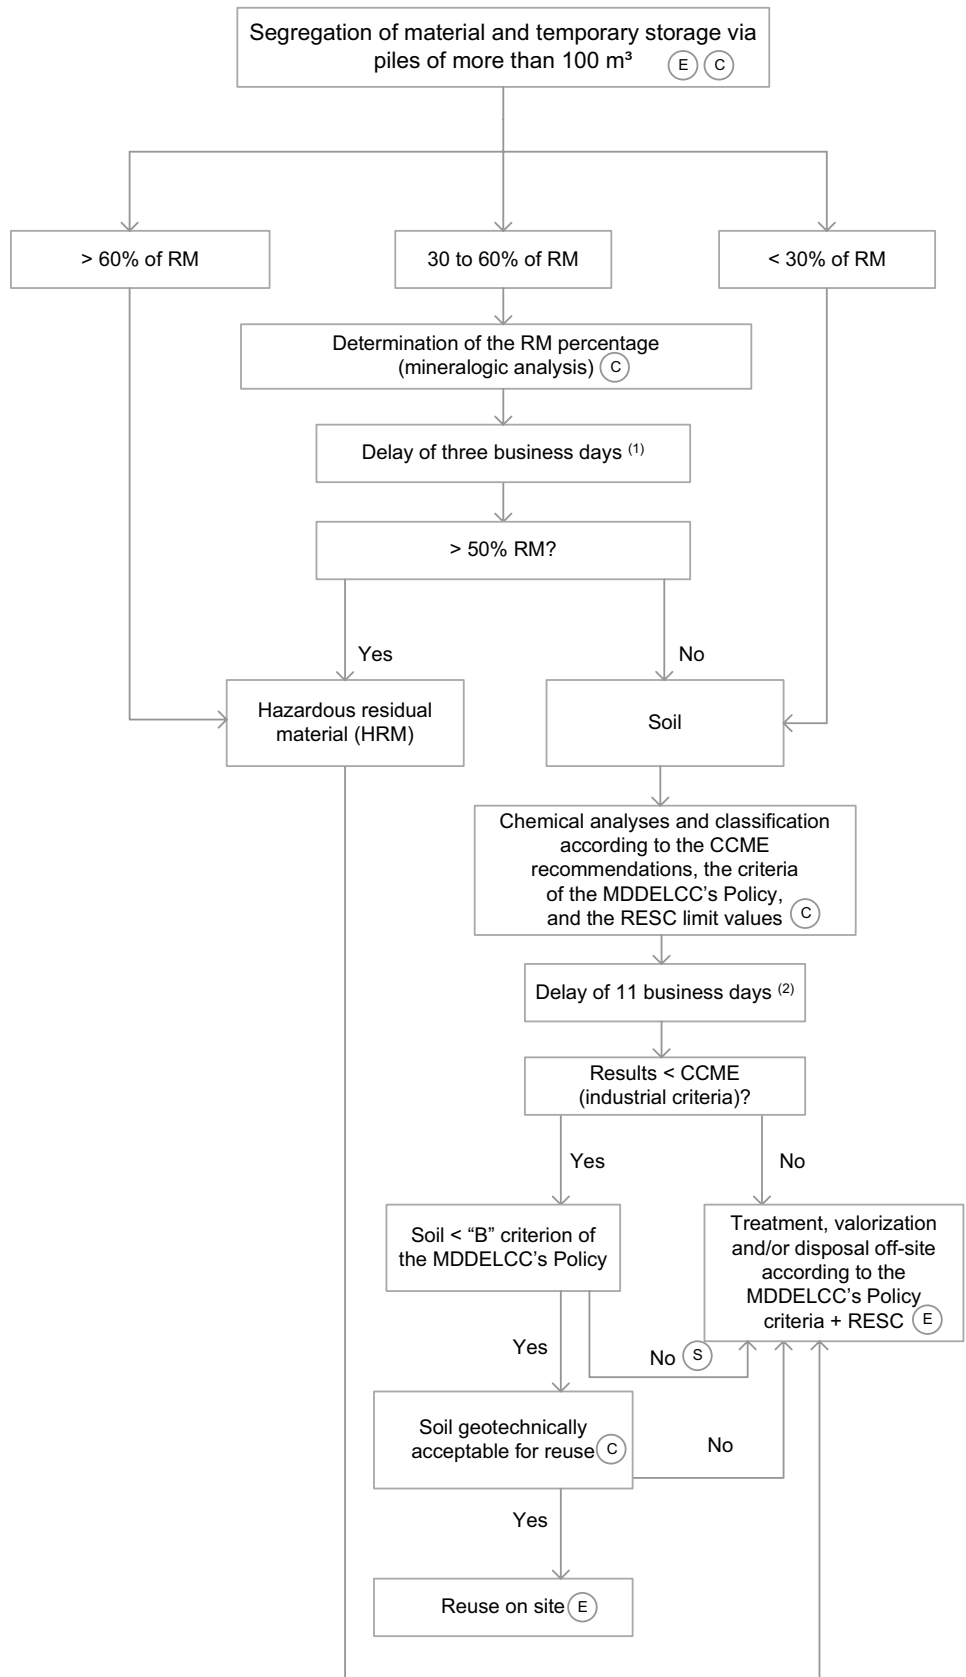 Segregation of material and temporary storage via
piles of more than 100 m³ E C
> 60% of RM
30 to 60% of RM
< 30% of RM
Determination of the RM percentage
(mineralogic analysis) C
Delay of three business days (1)
> 50% RM?
Yes
No
Hazardous residual
material (HRM)
Soil
Chemical analyses and classification
according to the CCME
recommendations, the criteria
of the MDDELCC’s Policy,
and the RESC limit values C
Delay of 11 business days (2)
Results < CCME
(industrial criteria)?
Yes
No
Soil < “B” criterion of
the MDDELCC’s Policy
Treatment, valorization
and/or disposal off-site
according to the
MDDELCC’s Policy
criteria + RESC E
Yes
No S
Soil geotechnically
acceptable for reuse C
No
Yes
Reuse on site E